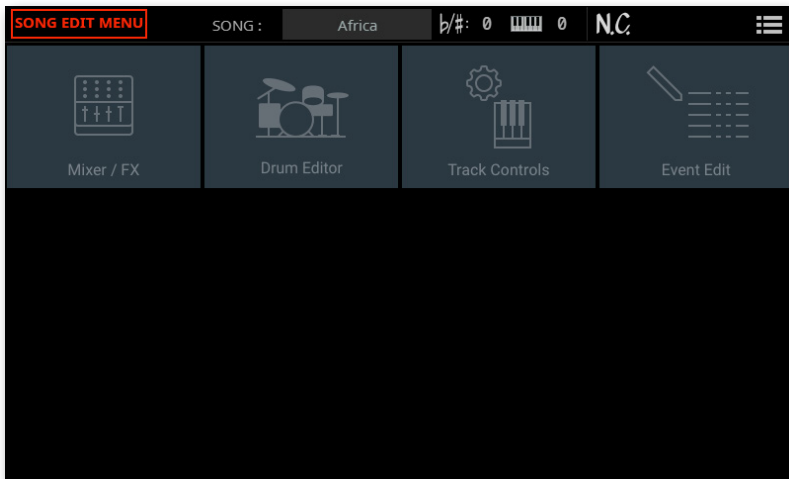 SONG EDIT MENU SONG : Africa ♭/#: 0 0 N.C.
Mixer / FX Drum Editor Track Controls Event Edit